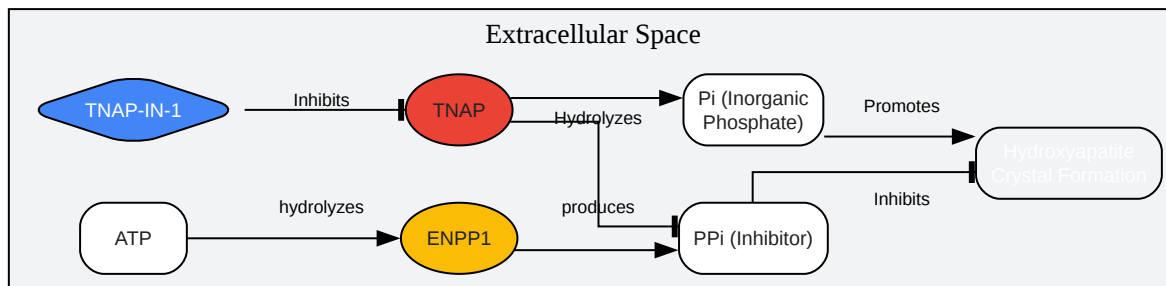 Extracellular Space
TNAP-IN-1
Inhibits
TNAP
Hydrolyzes
Pi (Inorganic
Phosphate)
Promotes
Hydroxyapatite
Crystal Formation
ATP
hydrolyzes
ENPP1
produces
PPi (Inhibitor)
Inhibits